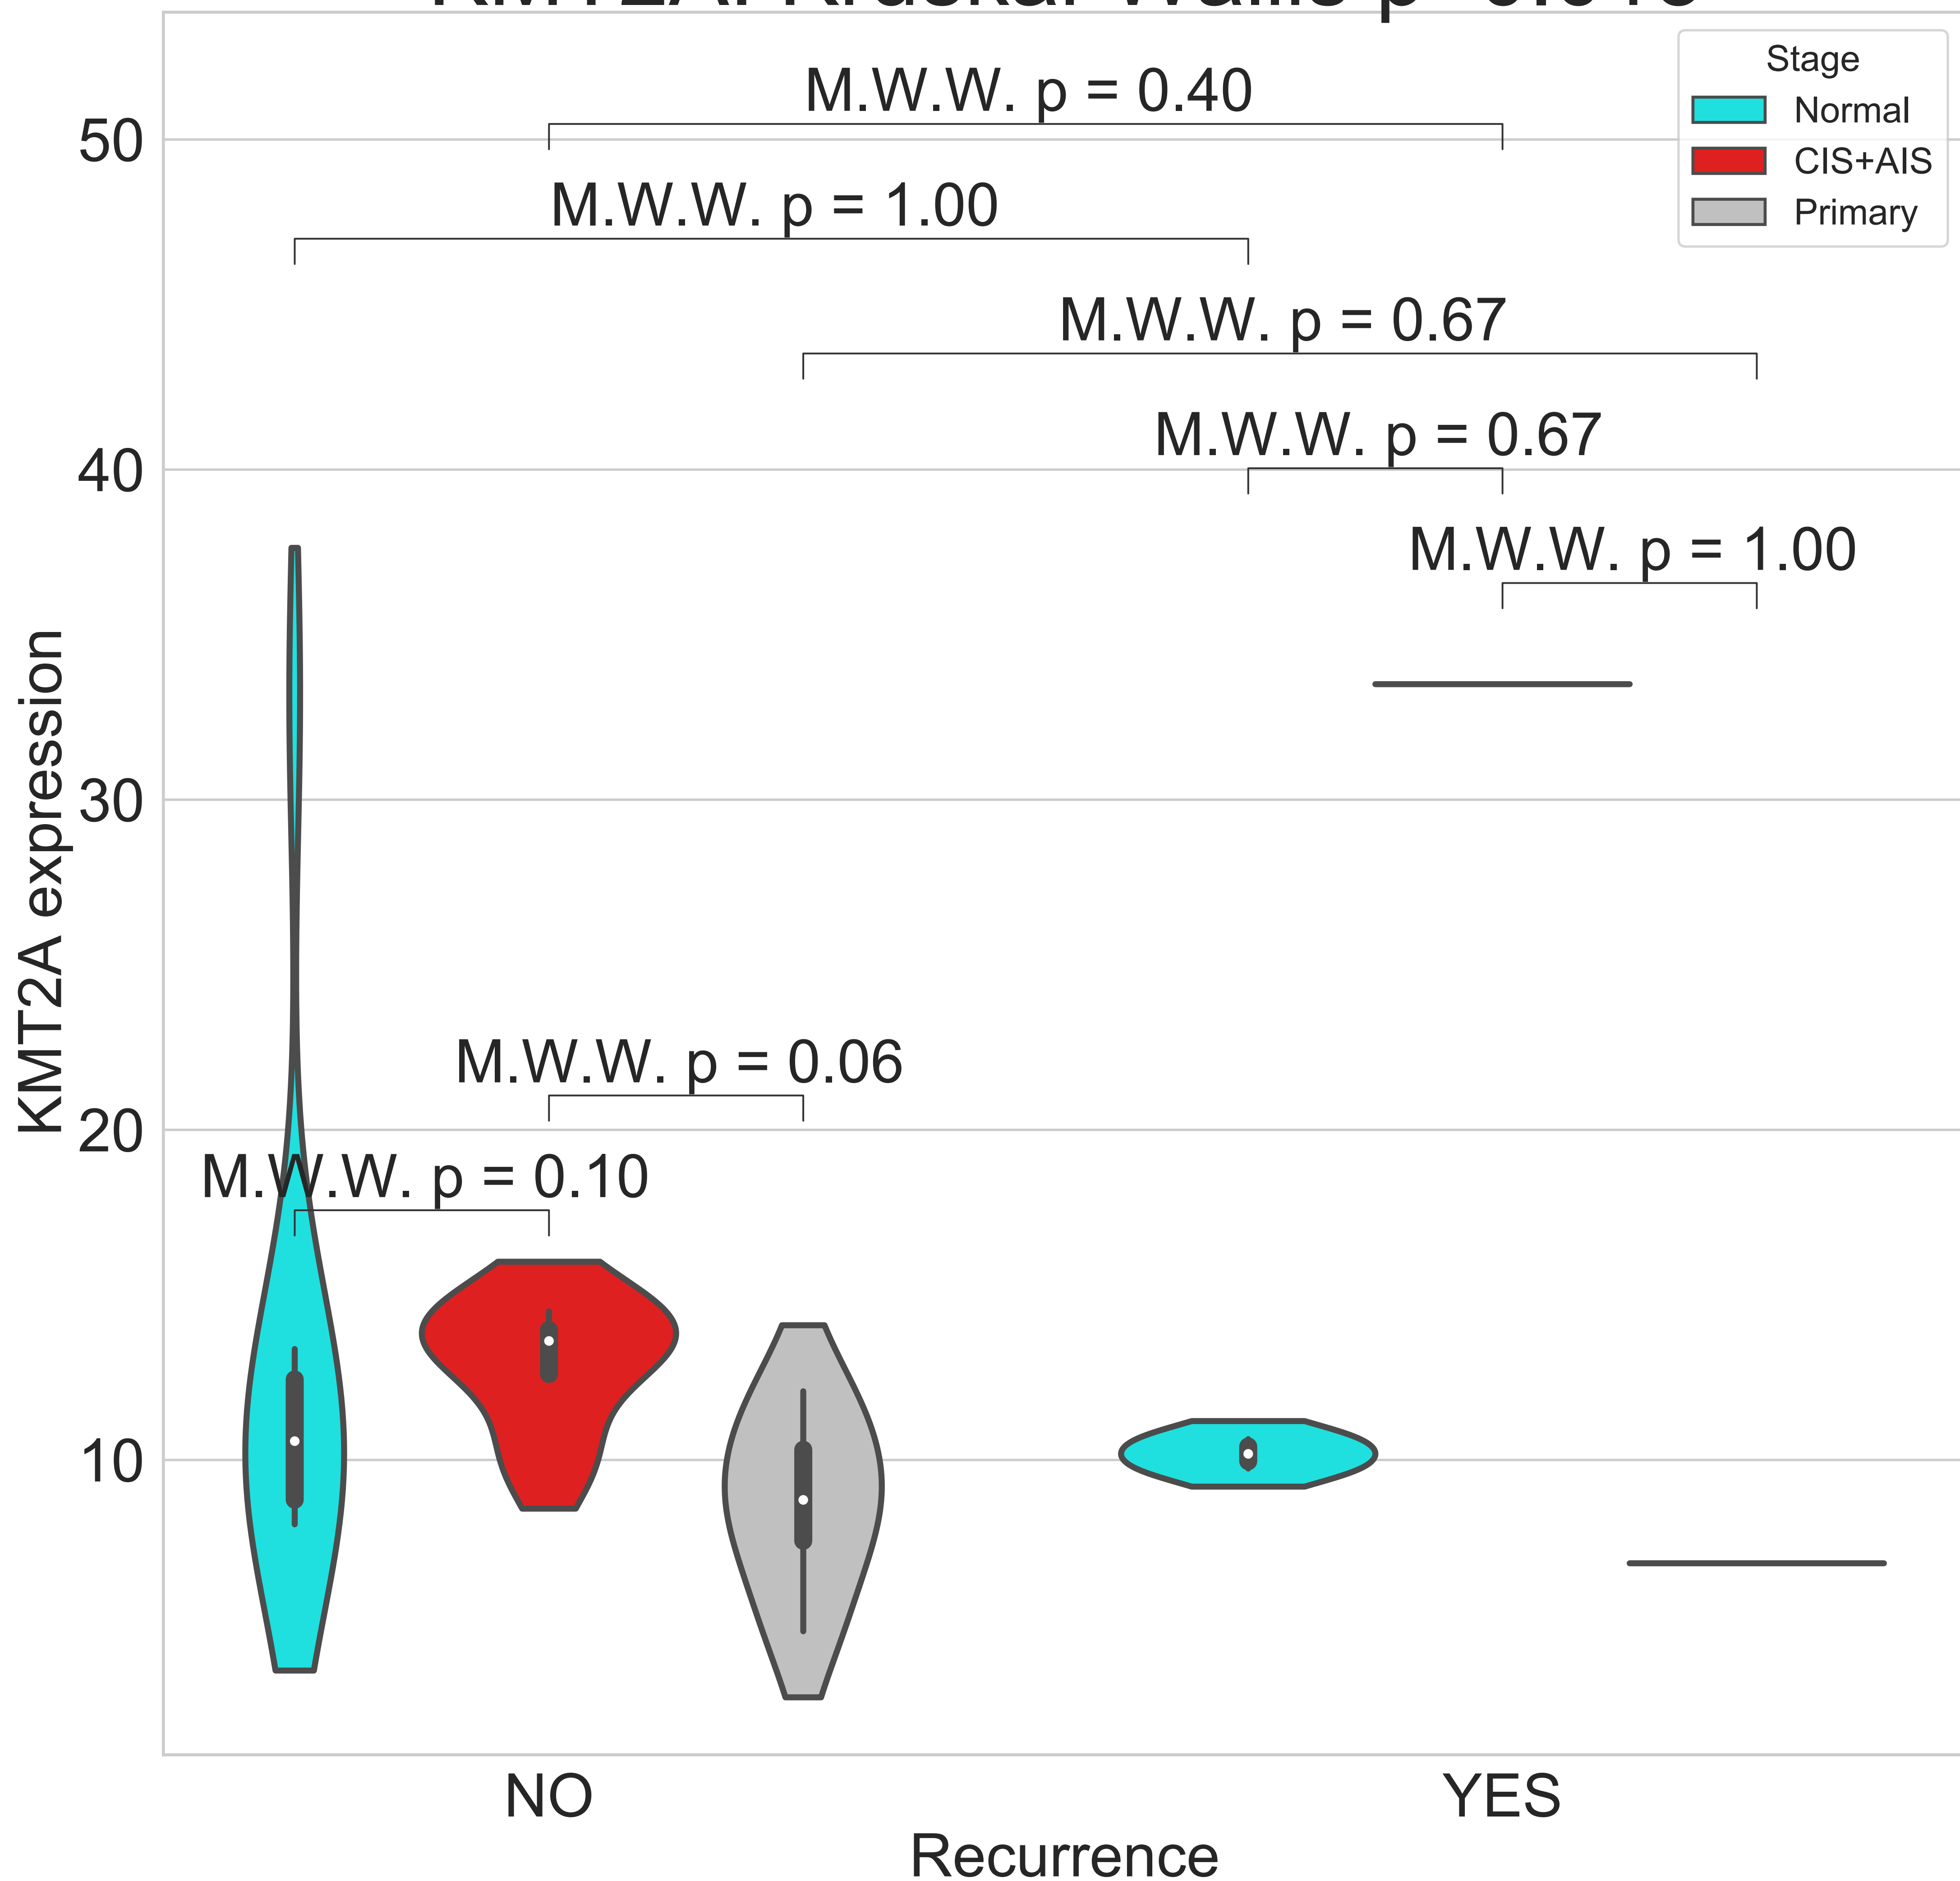 Stage
Normal
CIS+AIS
Primary
M.W.W. p = 0.40
M.W.W. p = 1.00
M.W.W. p = 0.67
M.W.W. p = 0.67
M.W.W. p = 1.00
M.W.W. p = 0.06
M.W.W. p = 0.10
50
40
30
20
10
KMT2A expression
NO
YES
Recurrence